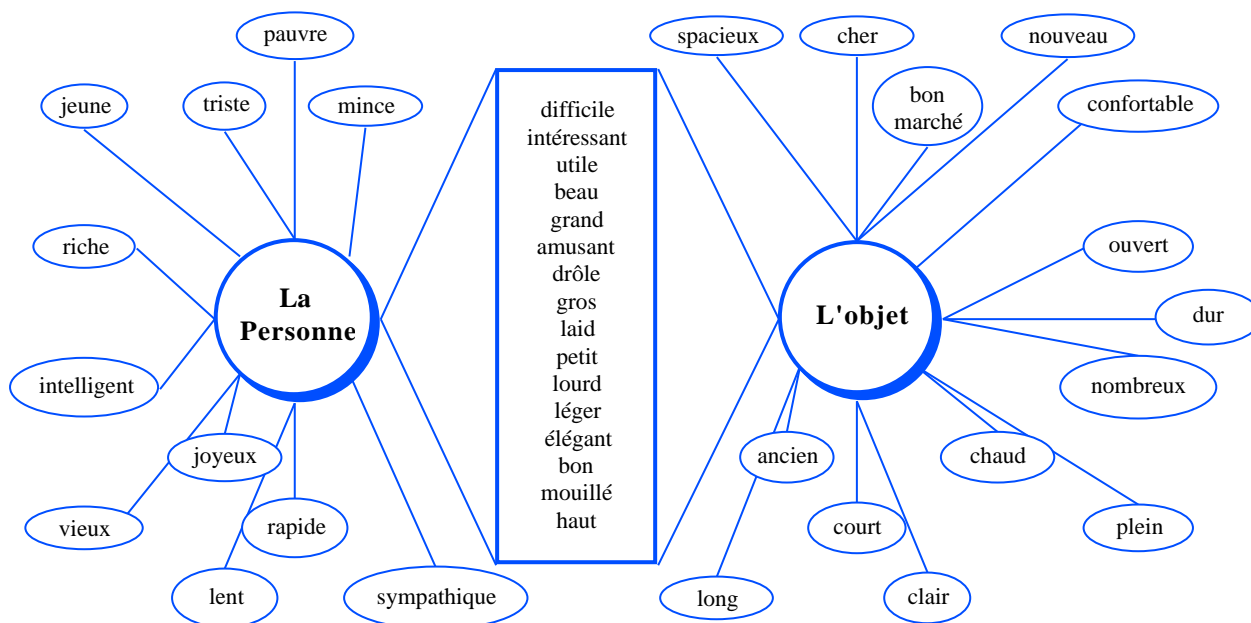 pauvre
spacieux
cher
nouveau
jeune
triste
mince
bon
marché
confortable
difficile
intéressant
utile
beau
grand
amusant
drôle
gros
laid
petit
lourd
léger
élégant
bon
mouillé
haut
riche
ouvert
La
Personne
L'objet
dur
intelligent
nombreux
joyeux
ancien
chaud
vieux
rapide
court
plein
lent
sympathique
long
clair